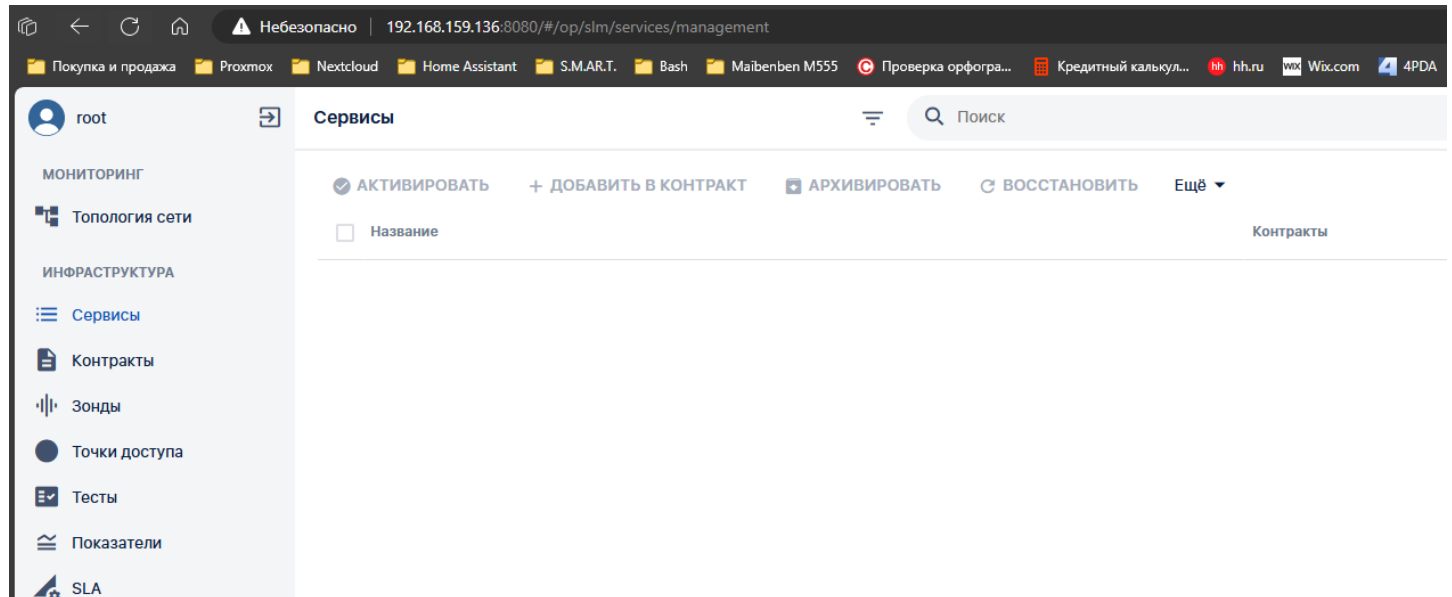 Небезопасно 192.168.159.136:8080/#/op/slm/services/management
Покупка и продажа Proxmox Nextcloud Home Assistant S.M.AR.T. Bash Maibenben M555 Проверка орфогра... Кредитный калькул... hh hh.ru WIX Wix.com 4 4PDA
root
Сервисы
Поиск
МОНИТОРИНГ
АКТИВИРОВАТЬ + ДОБАВИТЬ В КОНТРАКТ АРХИВИРОВАТЬ ВОССТАНОВИТЬ Ещё
Топология сети
Название Контракты
ИНФРАСТРУКТУРА
Сервисы
Контракты
Зонды
Точки доступа
Тесты
Показатели
SLA